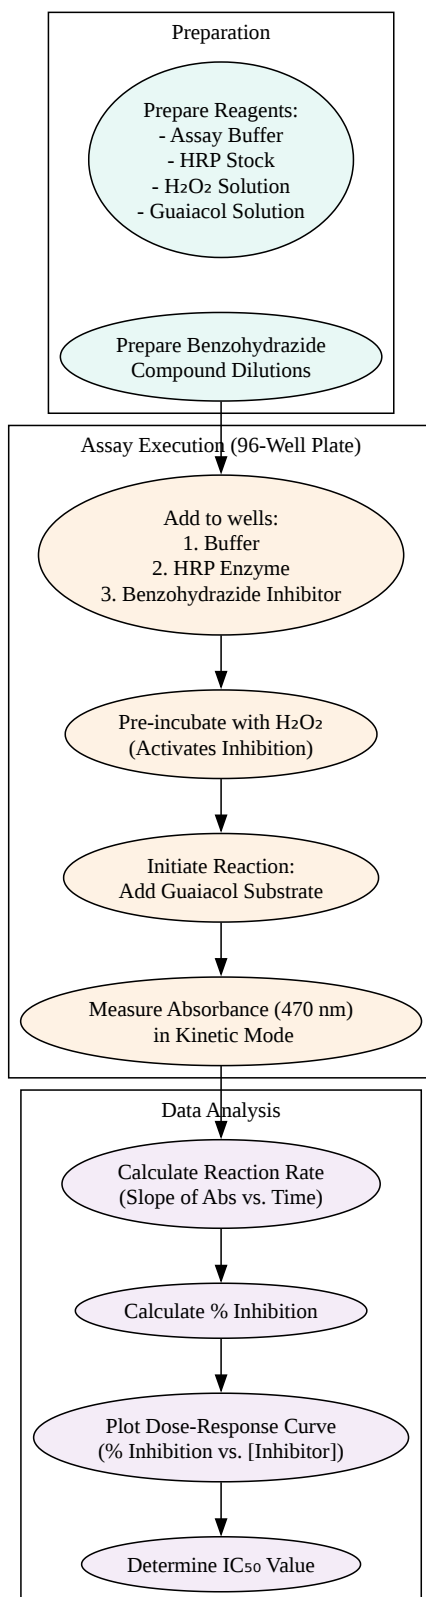 Preparation
Prepare Reagents:
- Assay Buffer
- HRP Stock
- H₂O₂ Solution
- Guaiacol Solution
Prepare Benzohydrazide
Compound Dilutions
Assay Execution (96-Well Plate)
Add to wells:
1. Buffer
2. HRP Enzyme
3. Benzohydrazide Inhibitor
Pre-incubate with H₂O₂
(Activates Inhibition)
Initiate Reaction:
Add Guaiacol Substrate
Measure Absorbance (470 nm)
in Kinetic Mode
Data Analysis
Calculate Reaction Rate
(Slope of Abs vs. Time)
Calculate % Inhibition
Plot Dose-Response Curve
(% Inhibition vs. [Inhibitor])
Determine IC₅₀ Value